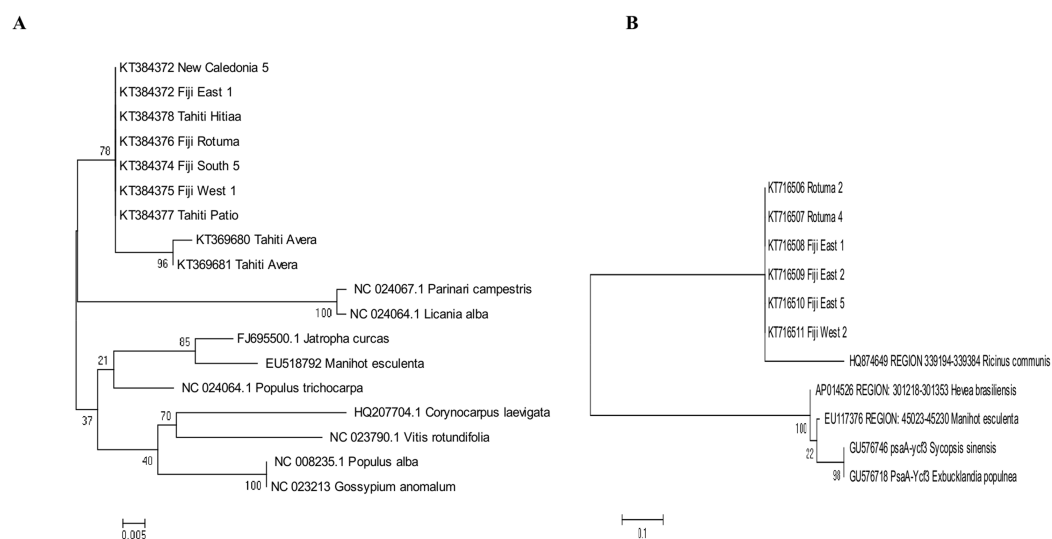 A
KT384372 New Caledonia 5
KT384372 Fiji East 1
KT384378 Tahiti Hitiaa
KT384376 Fiji Rotuma
KT384374 Fiji South 5
KT384375 Fiji West 1
KT384377 Tahiti Patio
KT369680 Tahiti Avera
KT369681 Tahiti Avera
NC 024067.1 Parinari campestris
NC 024064.1 Licania alba
FJ695500.1 Jatropha curcas
EU518792 Manihot esculenta
NC 024064.1 Populus trichocarpa
HQ207704.1 Corynocarpus laevigata
NC 023790.1 Vitis rotundifolia
NC 008235.1 Populus alba
NC 023213 Gossypium anomalum
78
96
100
85
21
37
70
40
100
0.005
B
KT716506 Rotuma 2
KT716507 Rotuma 4
KT716508 Fiji East 1
KT716509 Fiji East 2
KT716510 Fiji East 5
KT716511 Fiji West 2
HQ874649 REGION 339194-339384 Ricinus communis
AP014526 REGION: 301218-301353 Hevea brasiliensis
EU117376 REGION: 45023-45230 Manihot esculenta
GU576746 psaA-ycf3 Sycopsis sinensis
GU576718 PsaA-Ycf3 Exbucklandia populnea
100
22
98
0.1